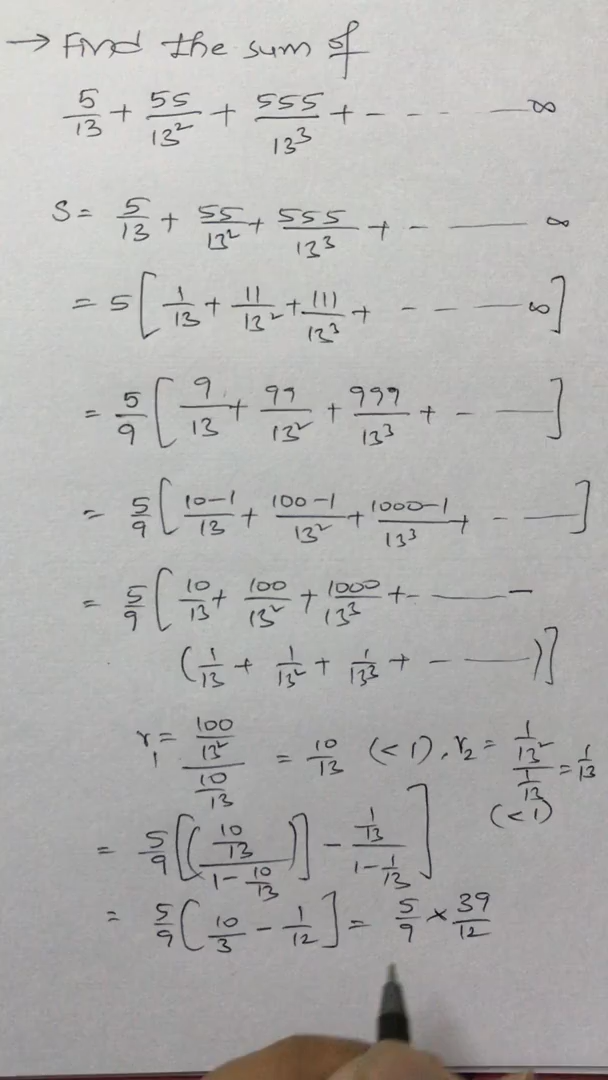 → Find the sum of
5/13 + 55/13² + 555/13³ + - - - — ∞
S = 5/13 + 55/13² + 555/13³ + - — ∞
= 5[1/13 + 11/13² + 111/13³ + - - — ∞]
= 5/9[9/13 + 99/13² + 999/13³ + - —]
= 5/9[10-1/13 + 100-1/13² + 1000-1/13³ + - —]
= 5/9[10/13 + 100/13² + 1000/13³ + - — -
(1/13 + 1/13² + 1/13³ + - —)]
r₁ = (100/13²)/(10/13) = 10/13 (<1), r₂ = (1/13²)/(1/13) = 1/13
(<1)
= 5/9[((10/13)/(1-10/13))] - (1/13)/(1-1/13)]
= 5/9[10/3 - 1/12] = 5/9 × 39/12